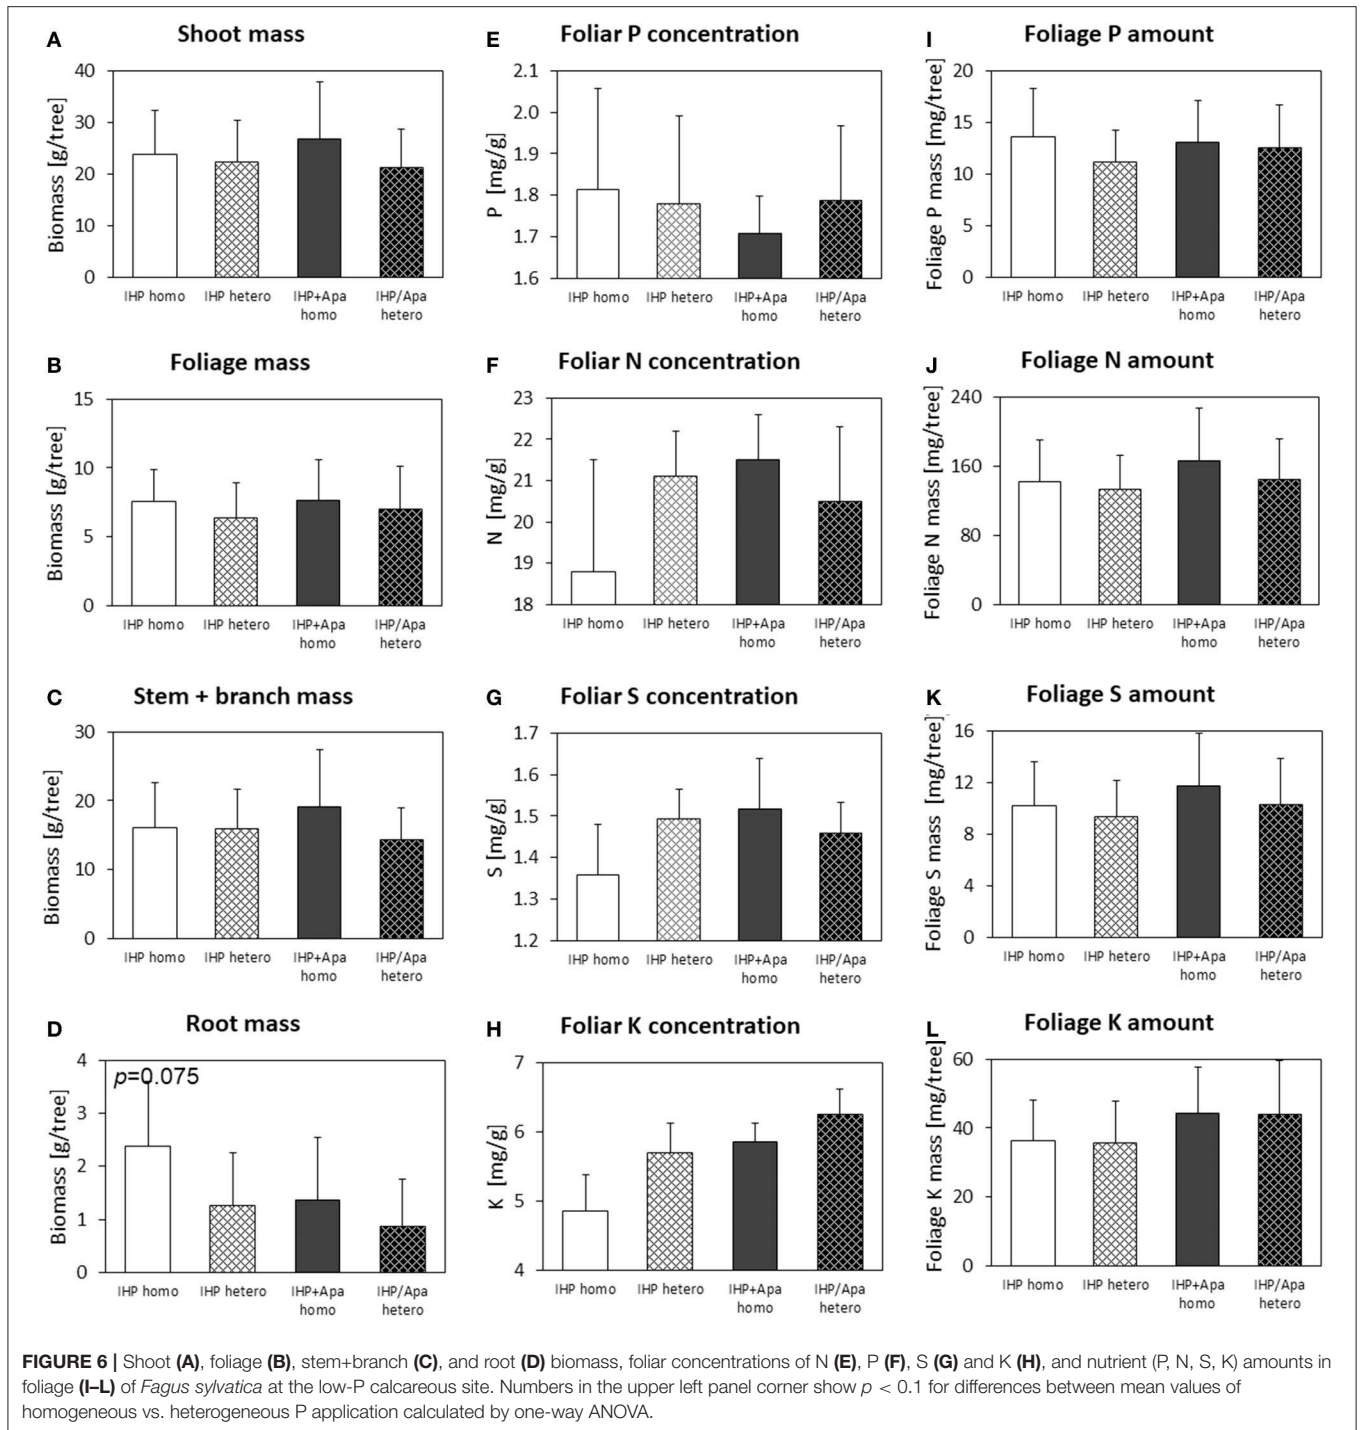 A Shoot mass
Biomass [g/tree]
40
30
20
10
0
IHP homo IHP hetero IHP+Apa homo IHP/Apa hetero
E Foliar P concentration
P [mg/g]
2.1
2.0
1.9
1.8
1.7
1.6
IHP homo IHP hetero IHP+Apa homo IHP/Apa hetero
I Foliage P amount
Foliage P mass [mg/tree]
20
15
10
5
0
IHP homo IHP hetero IHP+Apa homo IHP/Apa hetero
B Foliage mass
Biomass [g/tree]
15
10
5
0
IHP homo IHP hetero IHP+Apa homo IHP/Apa hetero
F Foliar N concentration
N [mg/g]
23
22
21
20
19
18
IHP homo IHP hetero IHP+Apa homo IHP/Apa hetero
J Foliage N amount
Foliage N mass [mg/tree]
240
160
80
0
IHP homo IHP hetero IHP+Apa homo IHP/Apa hetero
C Stem + branch mass
Biomass [g/tree]
30
20
10
0
IHP homo IHP hetero IHP+Apa homo IHP/Apa hetero
G Foliar S concentration
S [mg/g]
1.7
1.6
1.5
1.4
1.3
1.2
IHP homo IHP hetero IHP+Apa homo IHP/Apa hetero
K Foliage S amount
Foliage S mass [mg/tree]
16
12
8
4
0
IHP homo IHP hetero IHP+Apa homo IHP/Apa hetero
D Root mass
Biomass [g/tree]
p=0.075
4
3
2
1
0
IHP homo IHP hetero IHP+Apa homo IHP/Apa hetero
H Foliar K concentration
K [mg/g]
7
6
5
4
IHP homo IHP hetero IHP+Apa homo IHP/Apa hetero
L Foliage K amount
Foliage K mass [mg/tree]
60
40
20
0
IHP homo IHP hetero IHP+Apa homo IHP/Apa hetero
FIGURE 6 | Shoot (A), foliage (B), stem+branch (C), and root (D) biomass, foliar concentrations of N (E), P (F), S (G) and K (H), and nutrient (P, N, S, K) amounts in
foliage (I–L) of Fagus sylvatica at the low-P calcareous site. Numbers in the upper left panel corner show p < 0.1 for differences between mean values of
homogeneous vs. heterogeneous P application calculated by one-way ANOVA.